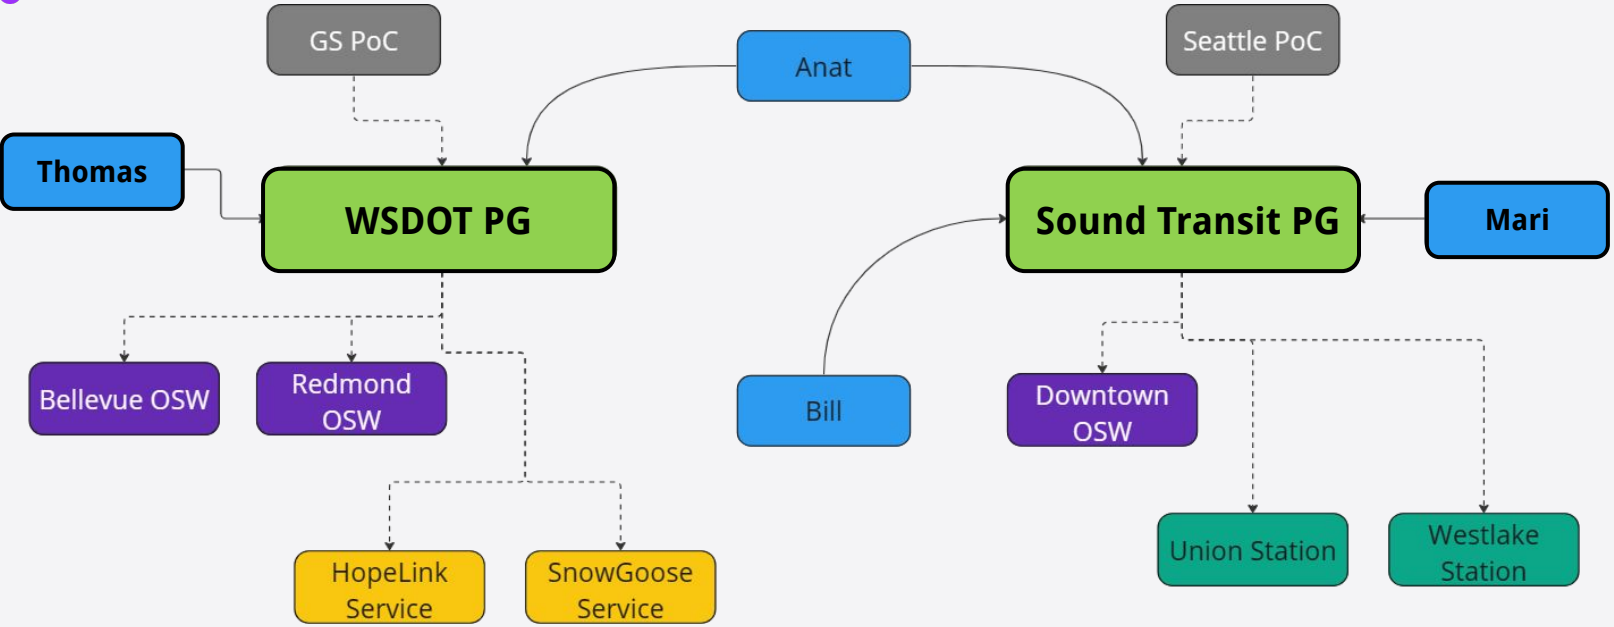 GS PoC
Anat
Seattle PoC
Thomas
WSDOT PG
Sound Transit PG
Mari
Bellevue OSW
Redmond
OSW
Bill
Downtown
OSW
HopeLink
Service
SnowGoose
Service
Union Station
Westlake
Station